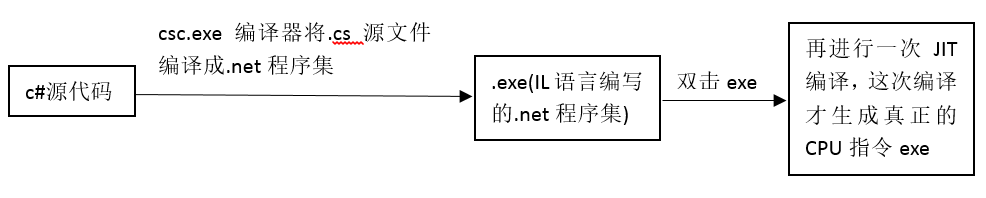 c#源代码
csc.exe 编译器将.cs 源文件
编译成.net 程序集
.exe(IL 语言编写
的.net 程序集)
双击 exe
再进行一次 JIT
编译，这次编译
才生成真正的
CPU 指令 exe